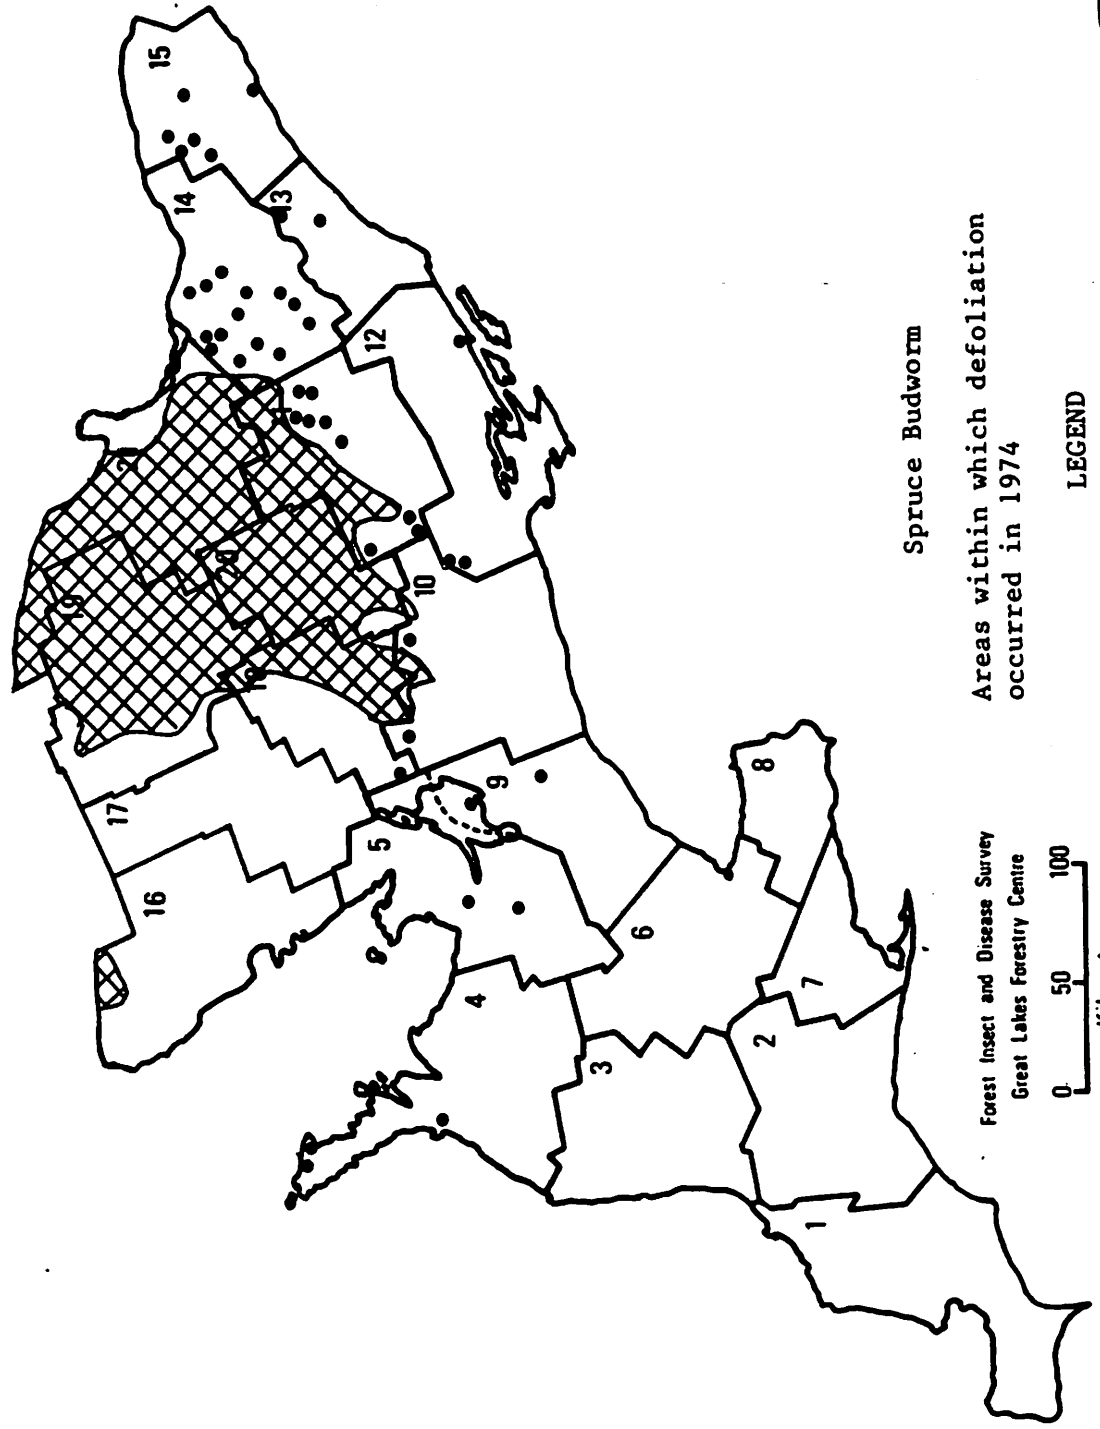 Spruce Budworm
Areas within which defoliation
occurred in 1974
LEGEND
Forest Insect and Disease Survey
Great Lakes Forestry Centre
0 50 100
1
2
3
4
5
6
7
8
9
10
12
13
14
15
16
17
19